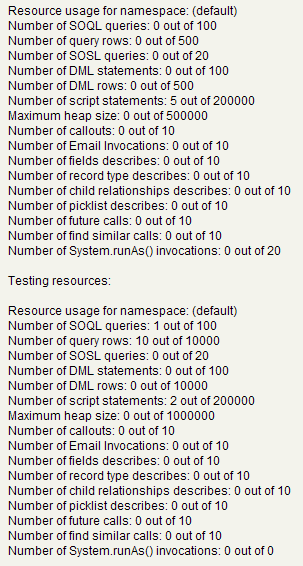 Resource usage for namespace: (default)
Number of SOQL queries: 0 out of 100
Number of query rows: 0 out of 500
Number of SOSL queries: 0 out of 20
Number of DML statements: 0 out of 100
Number of DML rows: 0 out of 500
Number of script statements: 5 out of 200000
Maximum heap size: 0 out of 500000
Number of callouts: 0 out of 10
Number of Email Invocations: 0 out of 10
Number of fields describes: 0 out of 10
Number of record type describes: 0 out of 10
Number of child relationships describes: 0 out of 10
Number of picklist describes: 0 out of 10
Number of future calls: 0 out of 10
Number of find similar calls: 0 out of 10
Number of System.runAs() invocations: 0 out of 20
Testing resources:
Resource usage for namespace: (default)
Number of SOQL queries: 1 out of 100
Number of query rows: 10 out of 10000
Number of SOSL queries: 0 out of 20
Number of DML statements: 0 out of 100
Number of DML rows: 0 out of 10000
Number of script statements: 2 out of 200000
Maximum heap size: 0 out of 1000000
Number of callouts: 0 out of 10
Number of Email Invocations: 0 out of 10
Number of fields describes: 0 out of 10
Number of record type describes: 0 out of 10
Number of child relationships describes: 0 out of 10
Number of picklist describes: 0 out of 10
Number of future calls: 0 out of 10
Number of find similar calls: 0 out of 10
Number of System.runAs() invocations: 0 out of 0